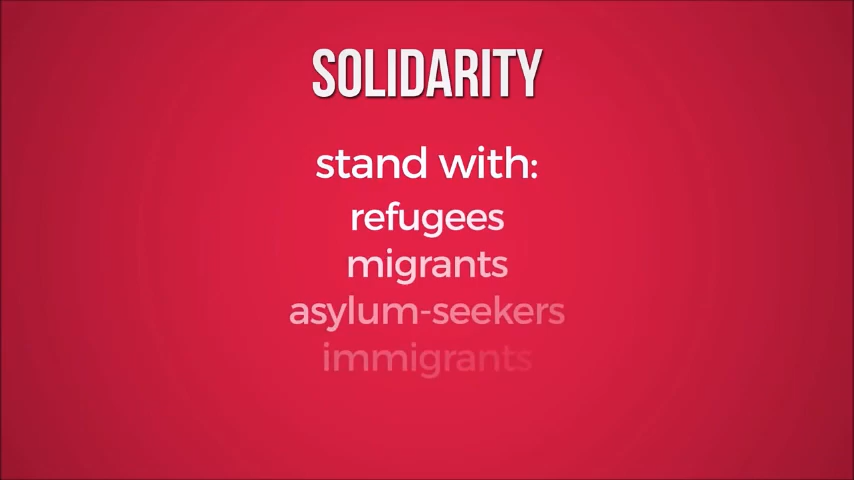 SOLIDARITY
stand with:
refugees
migrants
asylum-seekers
immigrants